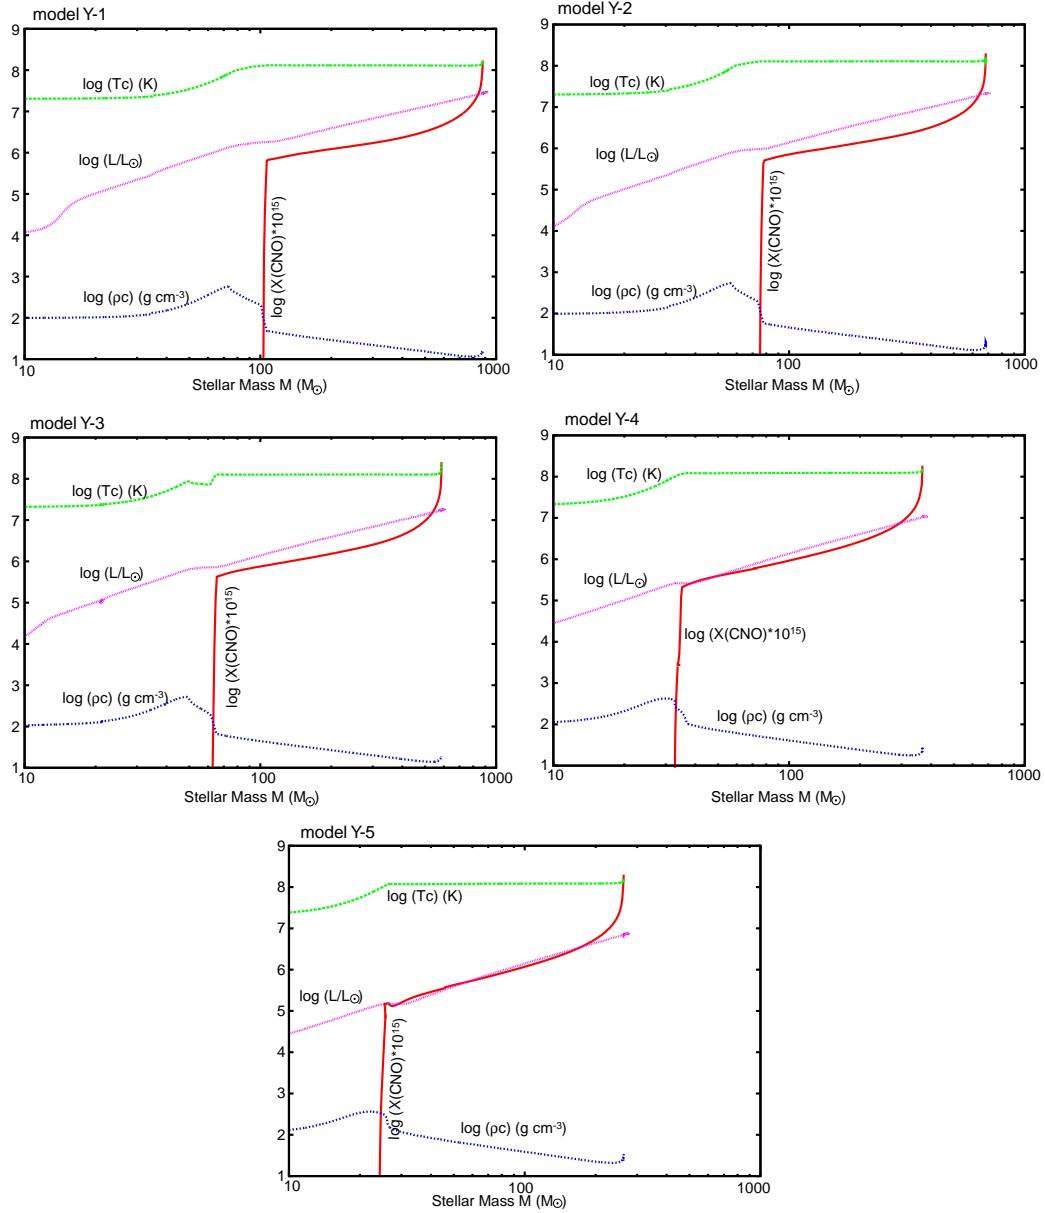 model Y-1
9
8
7
6
5
4
3
2
1
log (Tc) (K)
log (L/L☉)
log (X(CNO)*10¹⁵)
log (ρc) (g cm⁻³)
10
100
1000
Stellar Mass M (M☉)
model Y-2
9
8
7
6
5
4
3
2
1
log (Tc) (K)
log (L/L☉)
log (X(CNO)*10¹⁵)
log (ρc) (g cm⁻³)
10
100
1000
Stellar Mass M (M☉)
model Y-3
9
8
7
6
5
4
3
2
1
log (Tc) (K)
log (L/L☉)
log (X(CNO)*10¹⁵)
log (ρc) (g cm⁻³)
10
100
1000
Stellar Mass M (M☉)
model Y-4
9
8
7
6
5
4
3
2
1
log (Tc) (K)
log (L/L☉)
log (X(CNO)*10¹⁵)
log (ρc) (g cm⁻³)
10
100
1000
Stellar Mass M (M☉)
model Y-5
9
8
7
6
5
4
3
2
1
log (Tc) (K)
log (L/L☉)
log (X(CNO)*10¹⁵)
log (ρc) (g cm⁻³)
10
100
1000
Stellar Mass M (M☉)